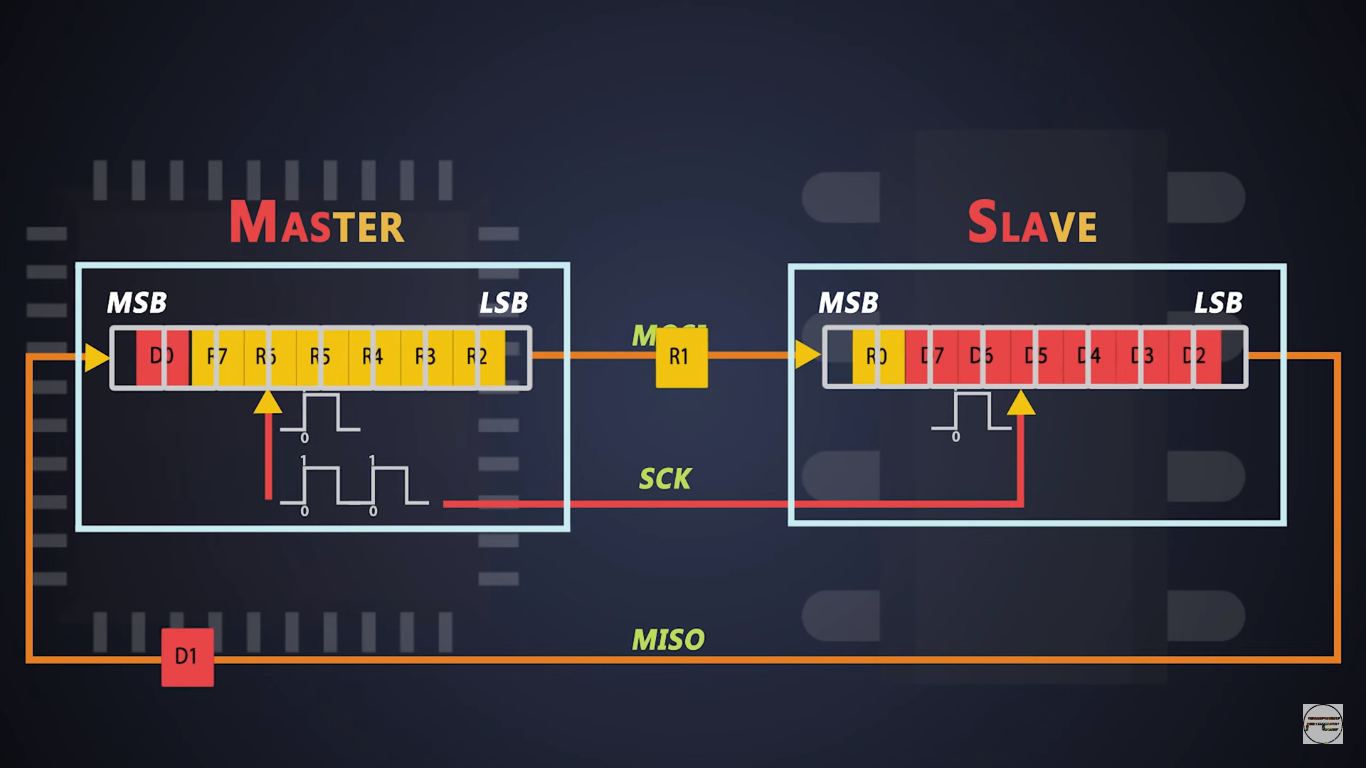 MASTER
SLAVE
MSB
LSB
MSB
LSB
MOSI
D0 R7 R6 R5 R4 R3 R2
R1
R0 D7 D6 D5 D4 D3 D2
0
0
1
1
0
0
SCK
MISO
D1